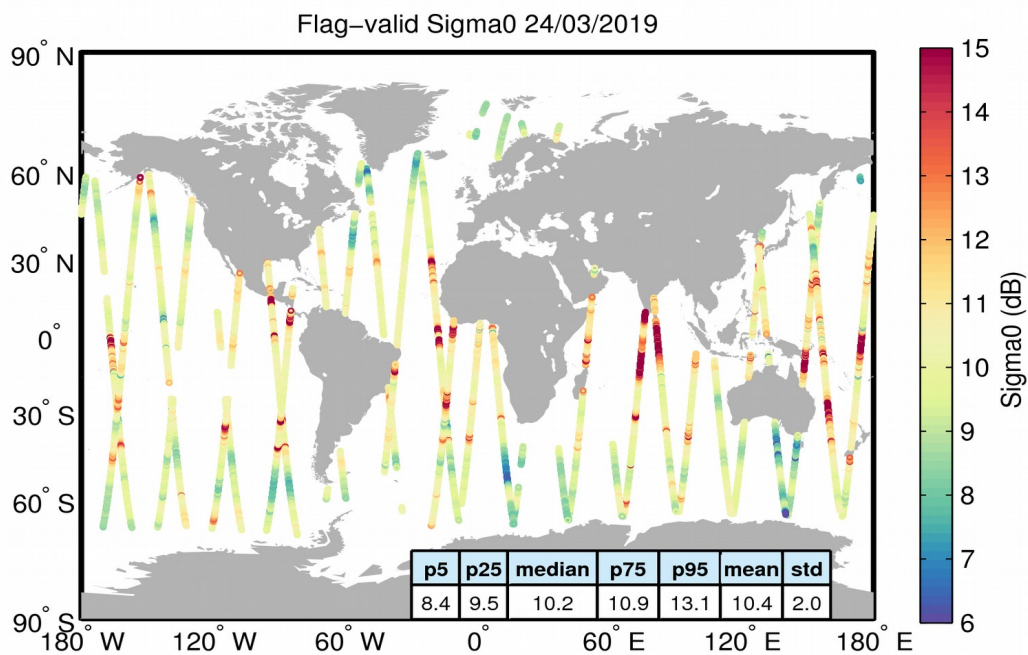 Flag−valid Sigma0 24/03/2019
90° N
60° N
30° N
0°
30° S
60° S
90° S
180° W
120° W
60° W
0°
60° E
120° E
180° E
15
14
13
12
11
10
9
8
7
6
Sigma0 (dB)
p5 p25 median p75 p95 mean std
8.4 9.5 10.2 10.9 13.1 10.4 2.0